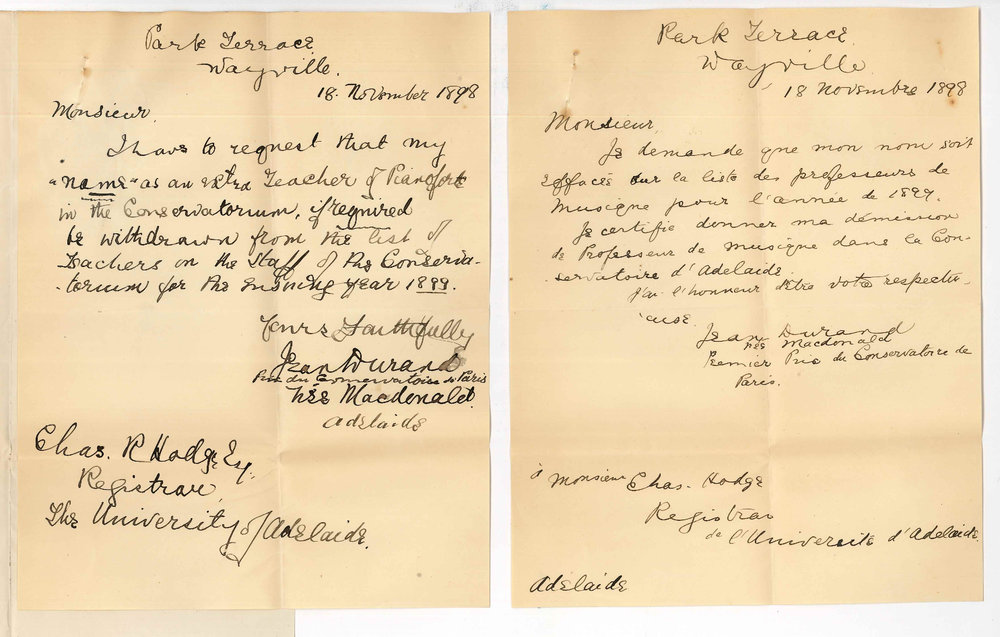 Park Terrace
Wayville.
18. November 1898
Monsieur,
I have to request that my
"name" as an extra Teacher of Pianoforte
in the Conservatorium, if required
be withdrawn from the list of
Teachers on the Staff of the Conserva-
-torium for the ensuing year 1899.
Yours Faithfully
Jean Durand
Prix du Conservatoire de Paris
née Macdonald.
Adelaide
Chas. R Hodge Esq.
Registrar
The University of Adelaide.
Park Terrace
Wayville
18 Novembre 1898
Monsieur,
Je demande que mon nom soit
effacés sur la liste des professeurs de
musique pour l'année de 1899.
Je certifie donner ma démission
de Professeur de musique dans la Con-
servatoire d'Adelaide.
J'ai l'honneur d'être votre respectu-
euse
Jean Durand
née Macdonald
Premier Prix du Conservatoire de
Paris.
à Monsieur Chas. Hodge
Registrar
de l'Université d'Adelaide.
Adelaide